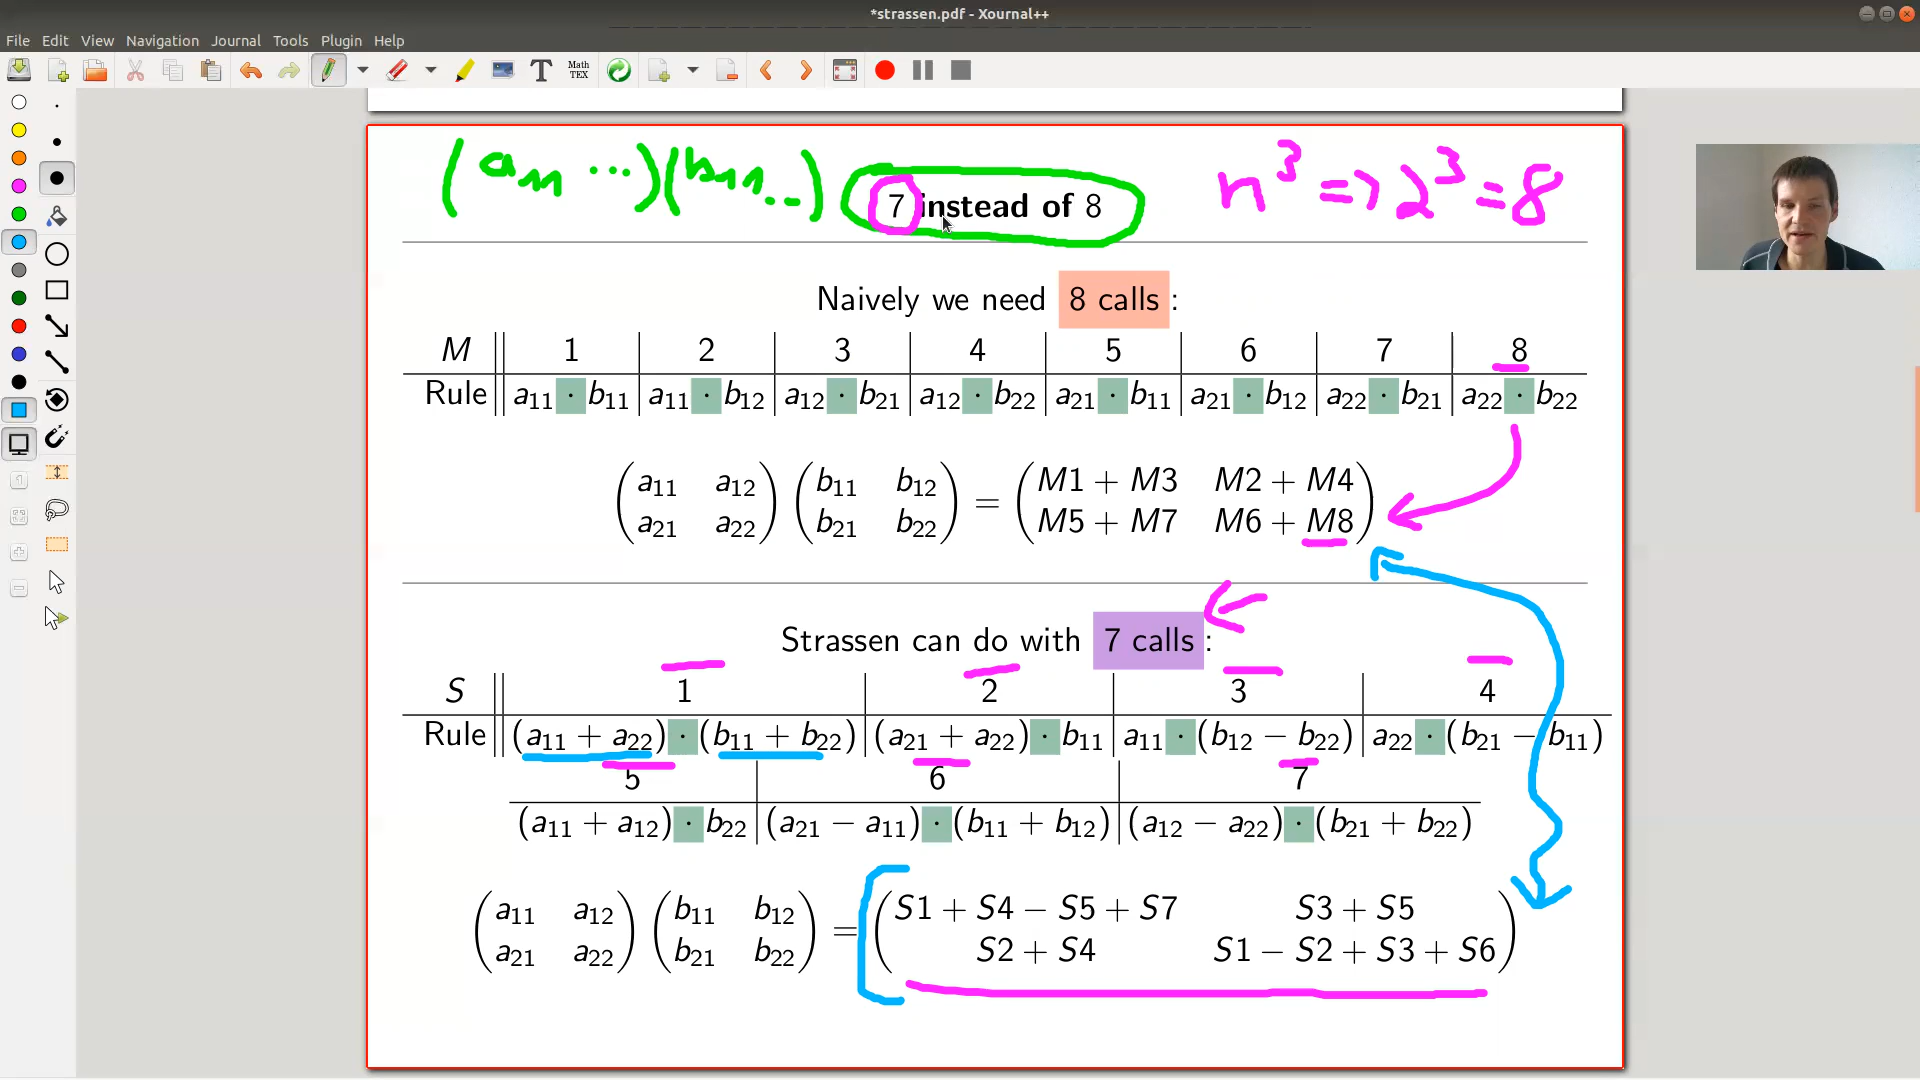 *strassen.pdf - Xournal++
File Edit View Navigation Journal Tools Plugin Help
T Math TEX
(a₁₁ ...)(b₁₁ ...)
7 instead of 8
n³ => 2³ = 8
Naively we need 8 calls :
M 1 2 3 4 5 6 7 8
Rule a₁₁ · b₁₁ a₁₁ · b₁₂ a₁₂ · b₂₁ a₁₂ · b₂₂ a₂₁ · b₁₁ a₂₁ · b₁₂ a₂₂ · b₂₁ a₂₂ · b₂₂
a₁₁ a₁₂ b₁₁ b₁₂ M1 + M3 M2 + M4
=
a₂₁ a₂₂ b₂₁ b₂₂ M5 + M7 M6 + M8
Strassen can do with 7 calls :
S 1 2 3 4
Rule (a₁₁ + a₂₂) · (b₁₁ + b₂₂) (a₂₁ + a₂₂) · b₁₁ a₁₁ · (b₁₂ − b₂₂) a₂₂ · (b₂₁ − b₁₁)
5 6 7
(a₁₁ + a₁₂) · b₂₂ (a₂₁ − a₁₁) · (b₁₁ + b₁₂) (a₁₂ − a₂₂) · (b₂₁ + b₂₂)
a₁₁ a₁₂ b₁₁ b₁₂ S1 + S4 − S5 + S7 S3 + S5
=
a₂₁ a₂₂ b₂₁ b₂₂ S2 + S4 S1 − S2 + S3 + S6